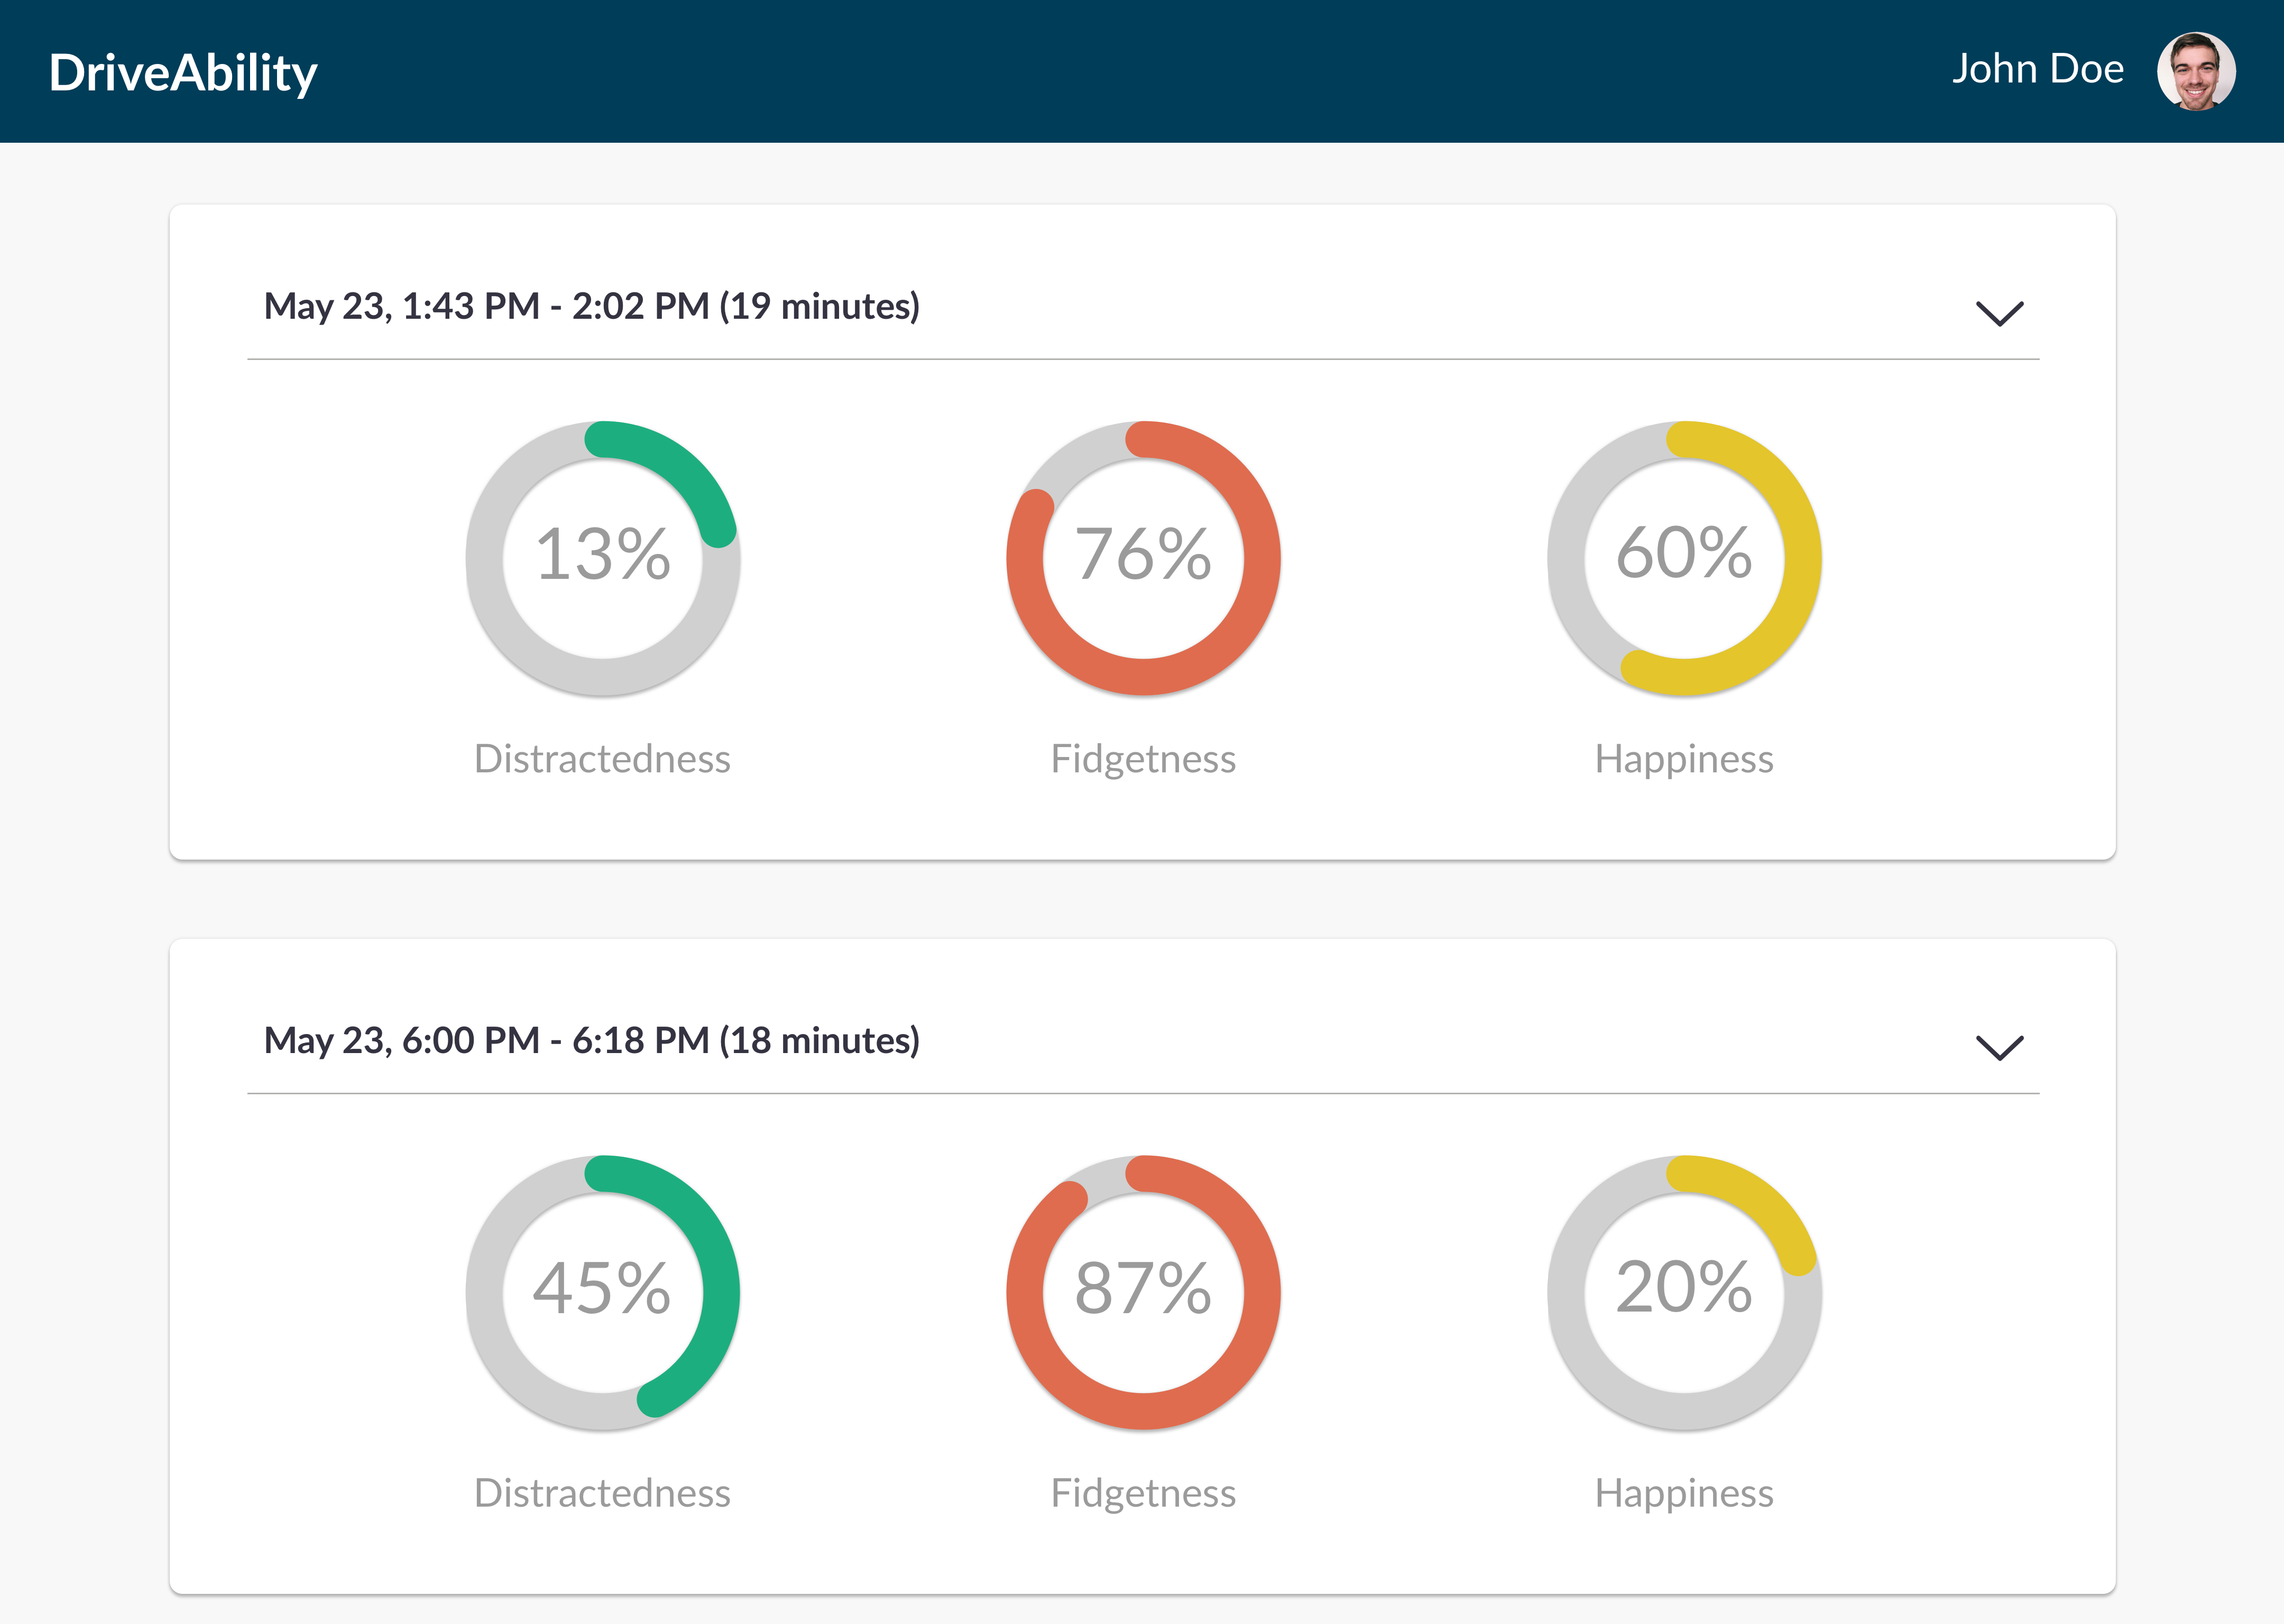 DriveAbility
John Doe
May 23, 1:43 PM - 2:02 PM (19 minutes)
13%
76%
60%
Distractedness
Fidgetness
Happiness
May 23, 6:00 PM - 6:18 PM (18 minutes)
45%
87%
20%
Distractedness
Fidgetness
Happiness